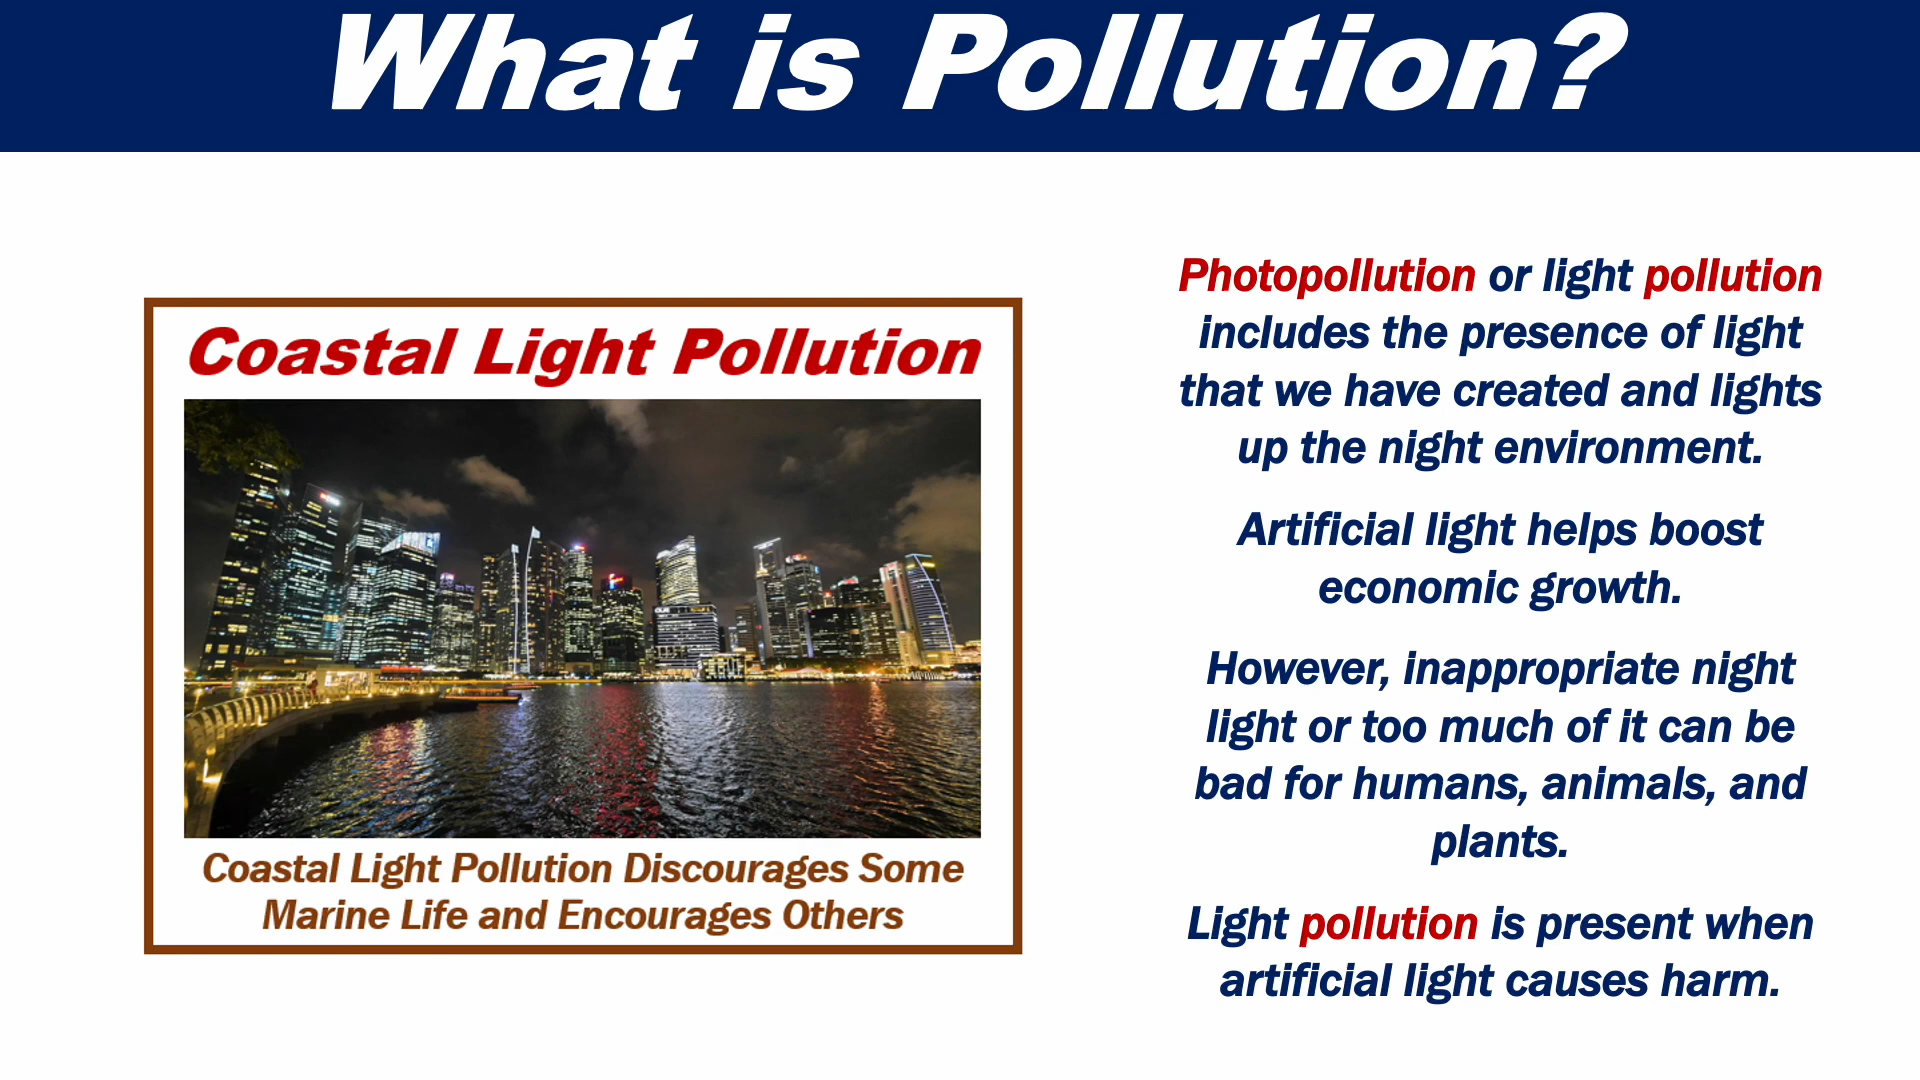 What is Pollution?
Coastal Light Pollution
Coastal Light Pollution Discourages Some
Marine Life and Encourages Others
Photopollution or light pollution
includes the presence of light
that we have created and lights
up the night environment.
Artificial light helps boost
economic growth.
However, inappropriate night
light or too much of it can be
bad for humans, animals, and
plants.
Light pollution is present when
artificial light causes harm.